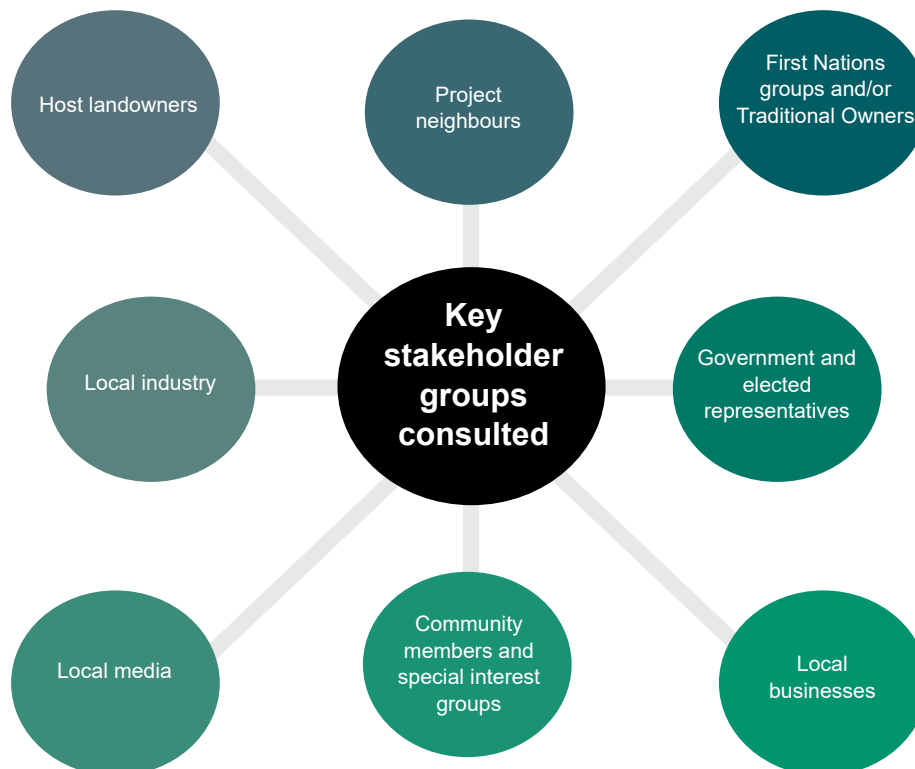 Host landowners
Project
neighbours
First Nations
groups and/or
Traditional Owners
Local industry
Key
stakeholder
groups
consulted
Government and
elected
representatives
Local media
Community
members and
special interest
groups
Local
businesses